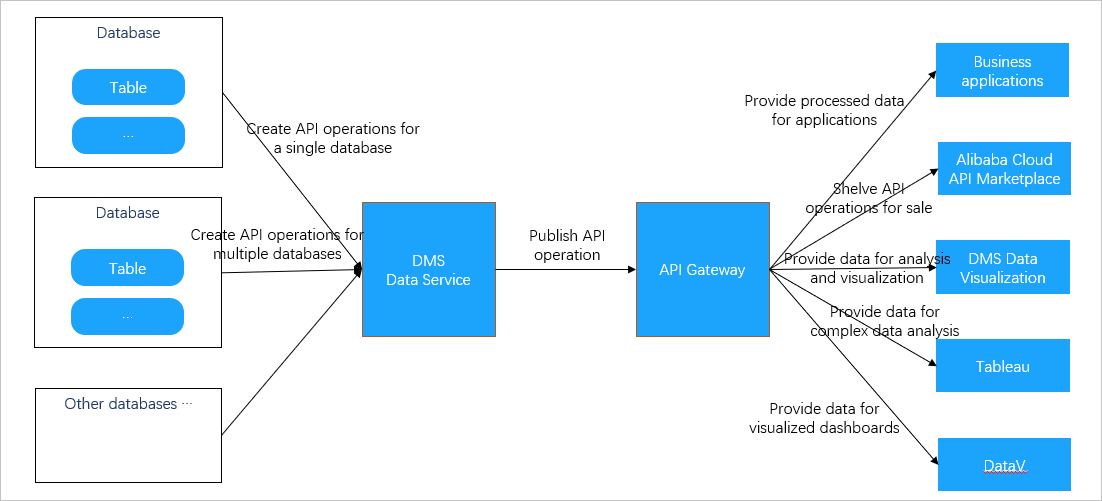 Database
Table
···
Database
Table
···
Other databases ···
Create API operations for
a single database
Create API operations for
multiple databases
DMS
Data Service
Publish API
operation
API Gateway
Provide processed data
for applications
Shelve API
operations for sale
Provide data for analysis
and visualization
Provide data for
complex data analysis
Provide data for
visualized dashboards
Business
applications
Alibaba Cloud
API Marketplace
DMS Data
Visualization
Tableau
DataV